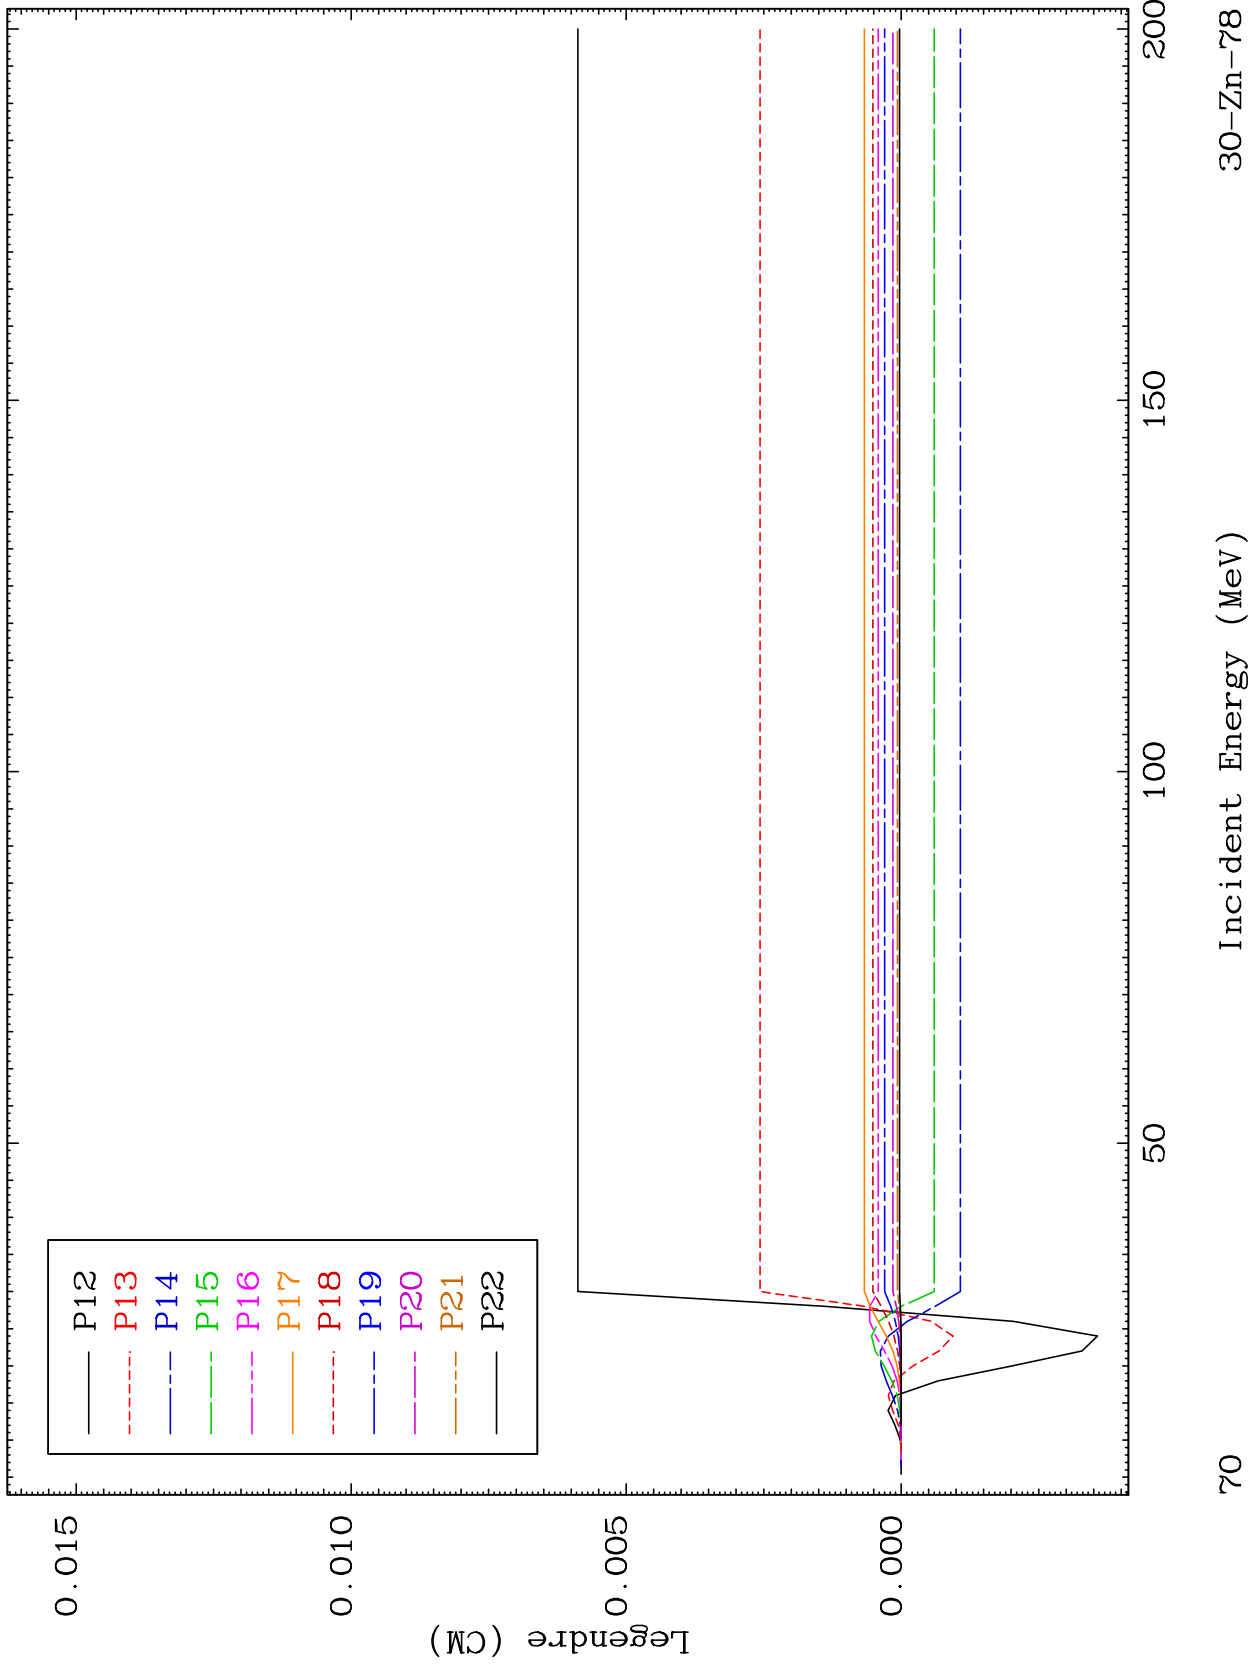 Legendre (CM)
0.015
0.010
0.005
0.000
P12
P13
P14
P15
P16
P17
P18
P19
P20
P21
P22
50
100
150
200
70
Incident Energy (MeV)
30-Zn-78